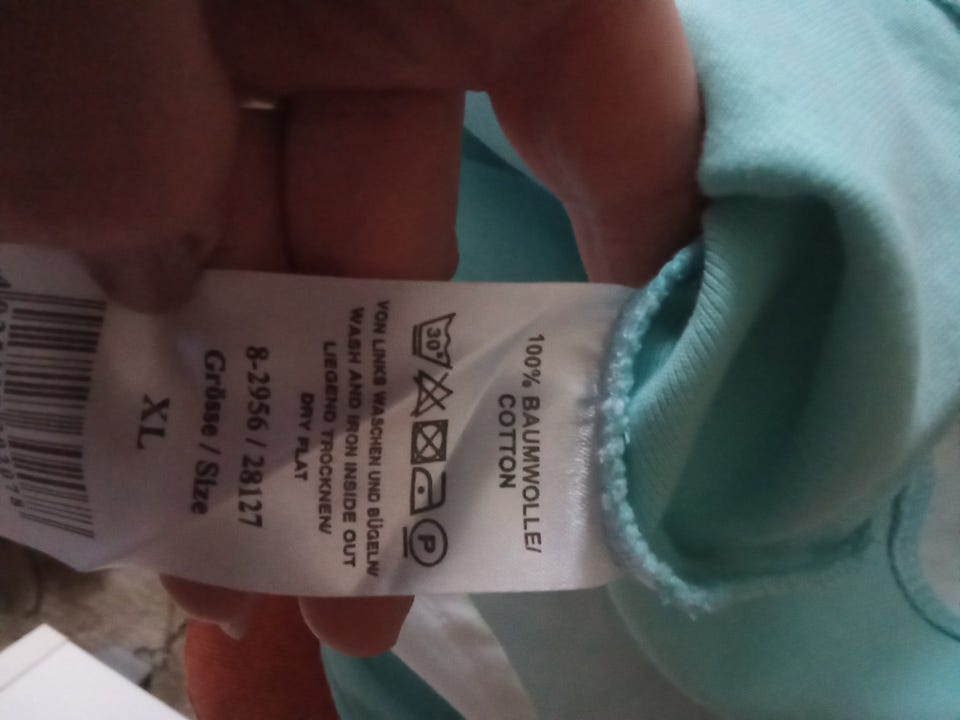 100% BAUMWOLLE/
COTTON
30°
P
VON LINKS WASCHEN UND BÜGELN/
WASH AND IRON INSIDE OUT
LIEGEND TROCKNEN/
DRY FLAT
8-2956 / 28127
Grösse / Size
XL